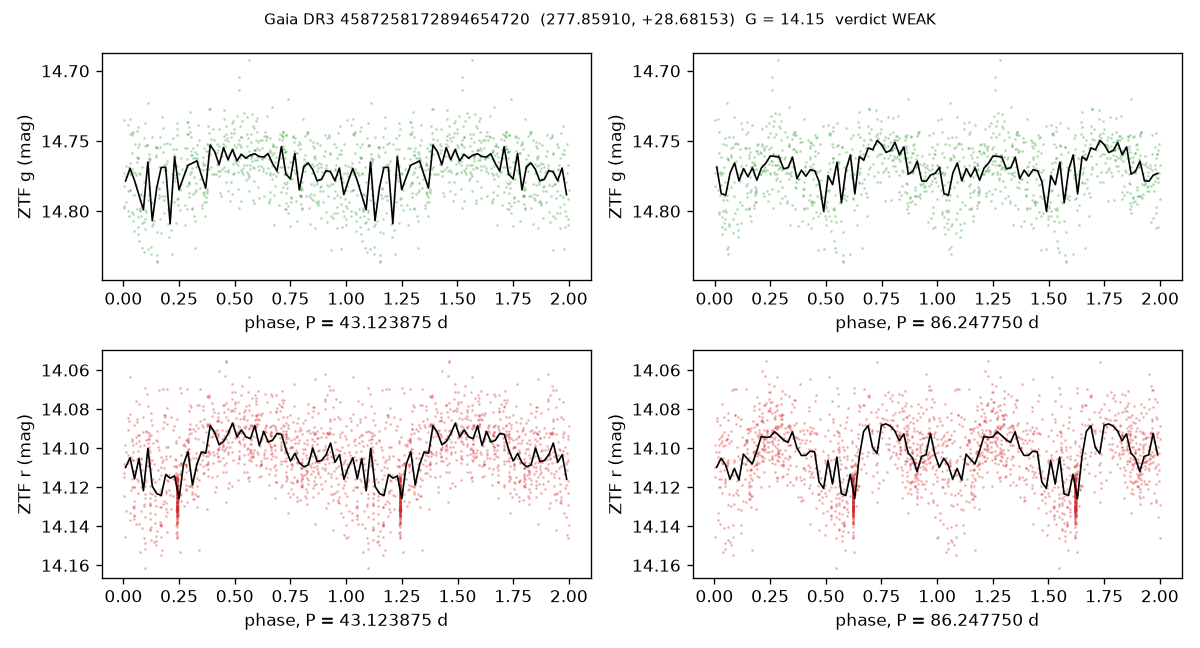 Gaia DR3 4587258172894654720 (277.85910, +28.68153) G = 14.15 verdict WEAK
ZTF g (mag)
14.70
14.75
14.80
0.00 0.25 0.50 0.75 1.00 1.25 1.50 1.75 2.00
phase, P = 43.123875 d
ZTF g (mag)
14.70
14.75
14.80
0.00 0.25 0.50 0.75 1.00 1.25 1.50 1.75 2.00
phase, P = 86.247750 d
ZTF r (mag)
14.06
14.08
14.10
14.12
14.14
14.16
0.00 0.25 0.50 0.75 1.00 1.25 1.50 1.75 2.00
phase, P = 43.123875 d
ZTF r (mag)
14.06
14.08
14.10
14.12
14.14
14.16
0.00 0.25 0.50 0.75 1.00 1.25 1.50 1.75 2.00
phase, P = 86.247750 d